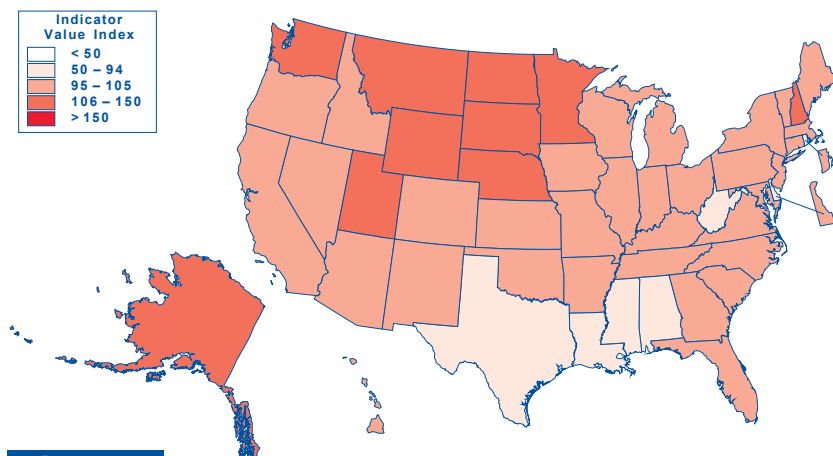 Indicator
Value Index
< 50
50 – 94
95 – 105
106 – 150
> 150